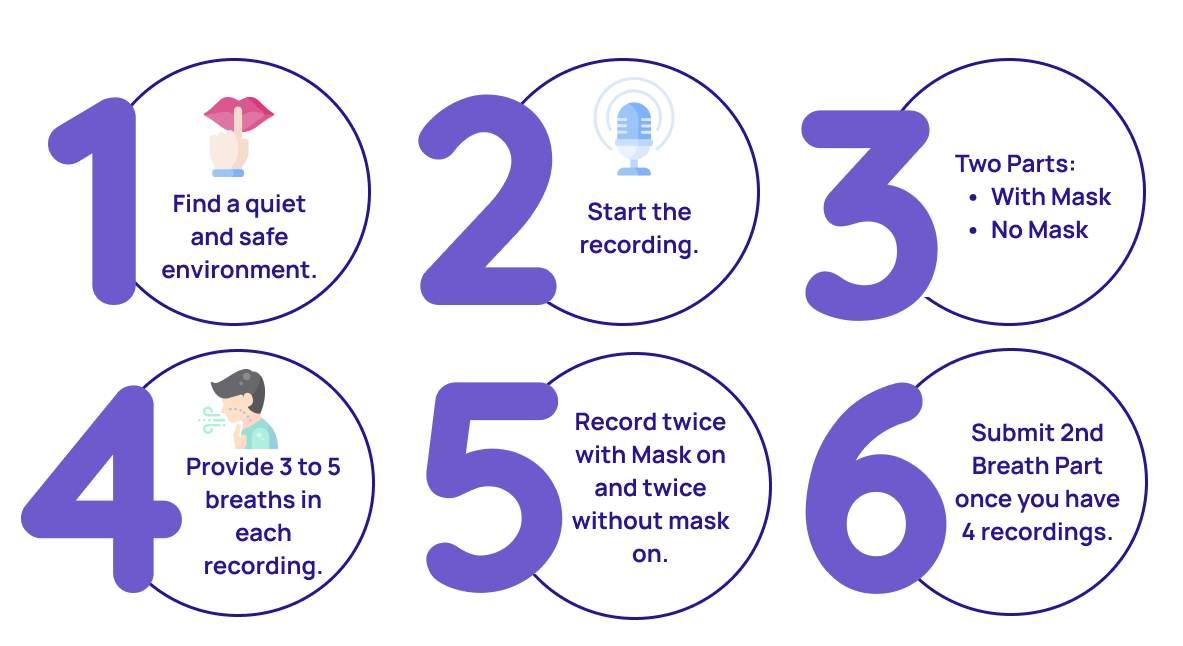 1
Find a quiet
and safe
environment.
2
Start the
recording.
3
Two Parts:
• With Mask
• No Mask
4
Provide 3 to 5
breaths in
each
recording.
5
Record twice
with Mask on
and twice
without mask
on.
6
Submit 2nd
Breath Part
once you have
4 recordings.